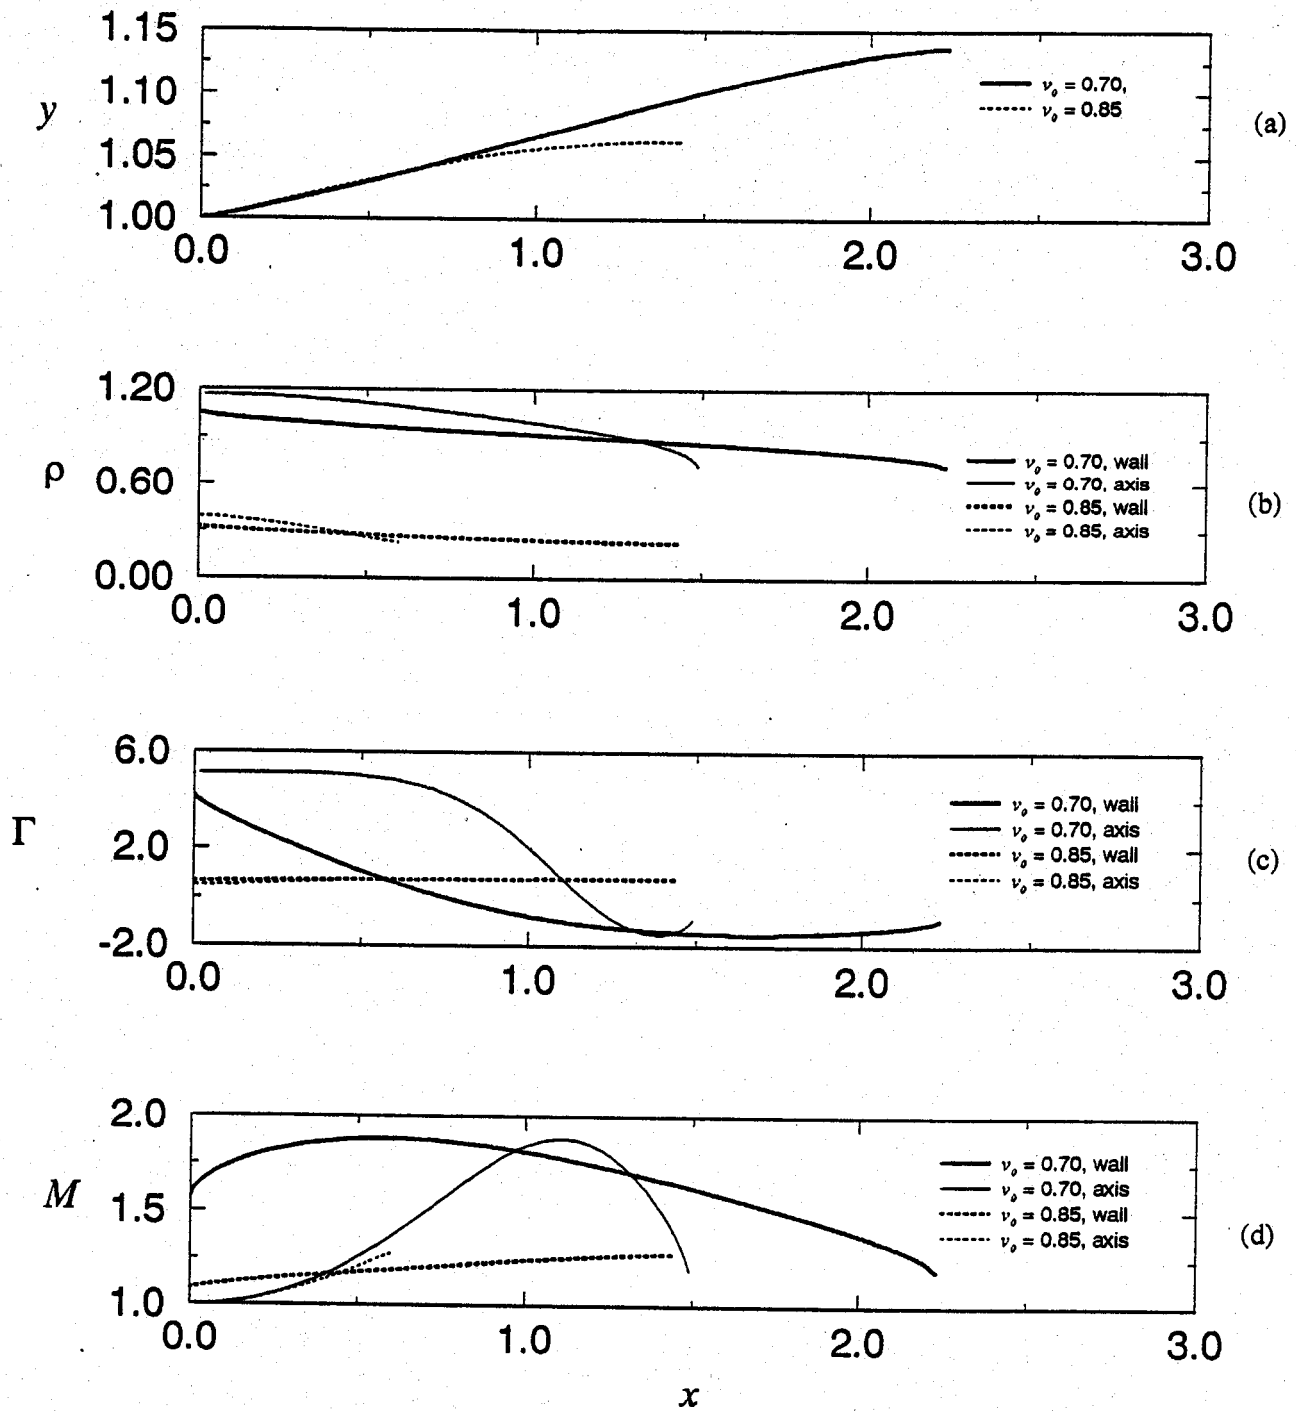 1.15
1.10
y
1.05
1.00
0.0 1.0 2.0 3.0
v₀ = 0.70,
v₀ = 0.85
(a)
1.20
ρ
0.60
0.00
0.0 1.0 2.0 3.0
v₀ = 0.70, wall
v₀ = 0.70, axis
v₀ = 0.85, wall
v₀ = 0.85, axis
(b)
6.0
Γ
2.0
-2.0
0.0 1.0 2.0 3.0
v₀ = 0.70, wall
v₀ = 0.70, axis
v₀ = 0.85, wall
v₀ = 0.85, axis
(c)
2.0
M
1.5
1.0
0.0 1.0 2.0 3.0
v₀ = 0.70, wall
v₀ = 0.70, axis
v₀ = 0.85, wall
v₀ = 0.85, axis
(d)
x